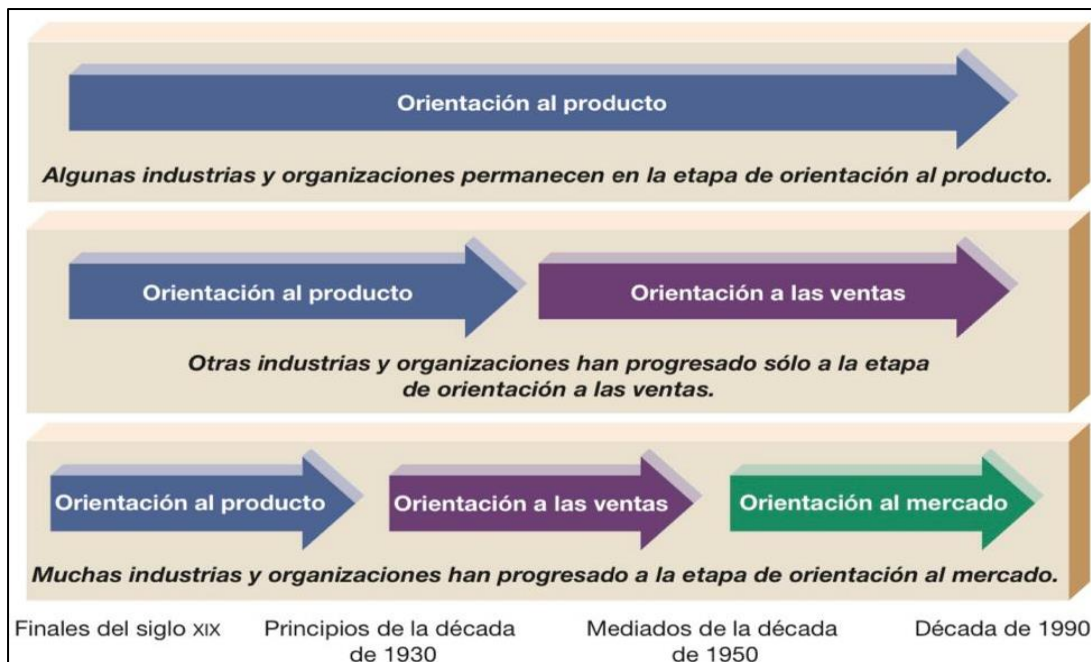 Orientación al producto
Algunas industrias y organizaciones permanecen en la etapa de orientación al producto.
Orientación al producto
Orientación a las ventas
Otras industrias y organizaciones han progresado sólo a la etapa
de orientación a las ventas.
Orientación al producto
Orientación a las ventas
Orientación al mercado
Muchas industrias y organizaciones han progresado a la etapa de orientación al mercado.
Finales del siglo XIX
Principios de la década
de 1930
Mediados de la década
de 1950
Década de 1990